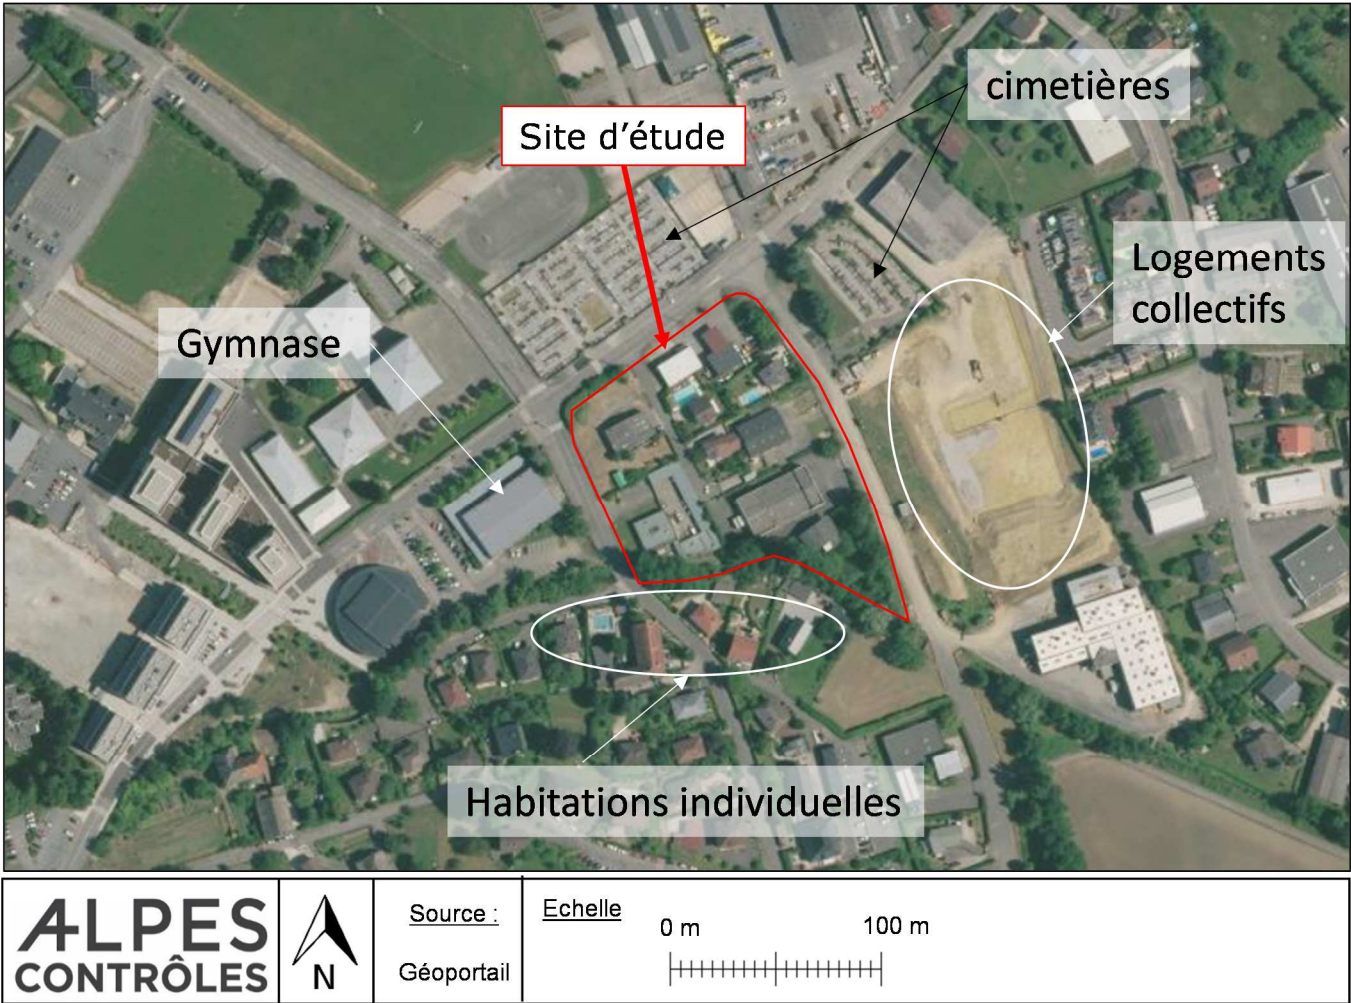 cimetières
Site d'étude
Logements
collectifs
Gymnase
Habitations individuelles
ALPES
CONTRÔLES
N
Source :
Géoportail
Echelle
0 m
100 m